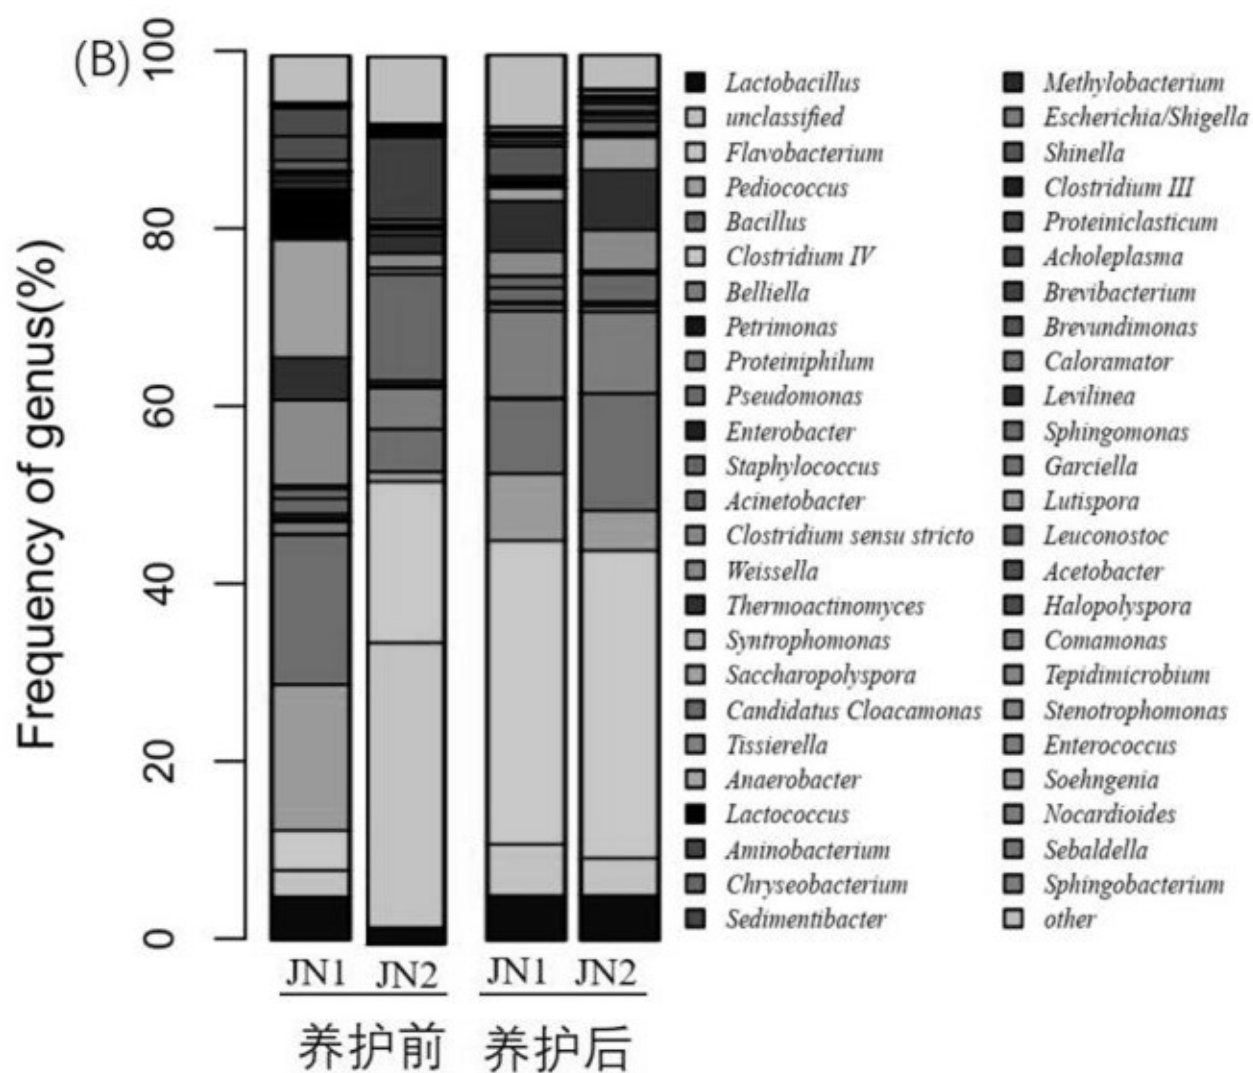 (B)
Frequency of genus(%)
100
80
60
40
20
0
JN1 JN2 JN1 JN2
养护前 养护后
Lactobacillus
unclassified
Flavobacterium
Pediococcus
Bacillus
Clostridium IV
Belliella
Petrimonas
Proteiniphilum
Pseudomonas
Enterobacter
Staphylococcus
Acinetobacter
Clostridium sensu stricto
Weissella
Thermoactinomyces
Syntrophomonas
Saccharopolyspora
Candidatus Cloacamonas
Tissierella
Anaerobacter
Lactococcus
Aminobacterium
Chryseobacterium
Sedimentibacter
Methylobacterium
Escherichia/Shigella
Shinella
Clostridium III
Proteiniclasticum
Acholeplasma
Brevibacterium
Brevundimonas
Caloramator
Levilinea
Sphingomonas
Garciella
Lutispora
Leuconostoc
Acetobacter
Halopolyspora
Comamonas
Tepidimicrobium
Stenotrophomonas
Enterococcus
Soehngenia
Nocardioides
Sebaldella
Sphingobacterium
other